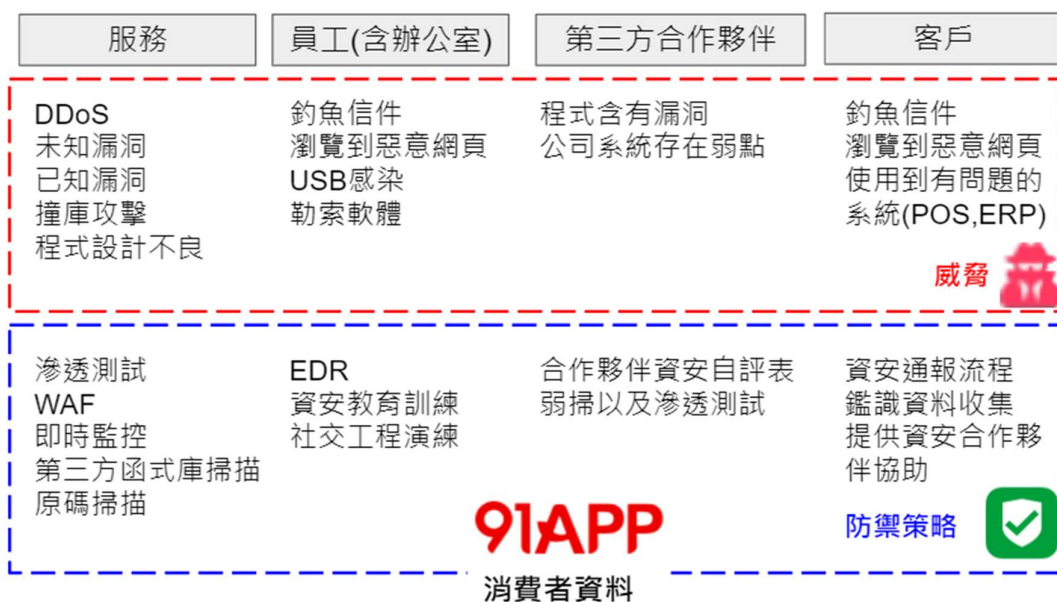 服務
員工(含辦公室)
第三方合作夥伴
客戶
DDoS
未知漏洞
已知漏洞
撞庫攻擊
程式設計不良
釣魚信件
瀏覽到惡意網頁
USB感染
勒索軟體
程式含有漏洞
公司系統存在弱點
釣魚信件
瀏覽到惡意網頁
使用到有問題的
系統(POS,ERP)
威脅
滲透測試
WAF
即時監控
第三方函式庫掃描
原碼掃描
EDR
資安教育訓練
社交工程演練
合作夥伴資安自評表
弱掃以及滲透測試
資安通報流程
鑑識資料收集
提供資安合作夥
伴協助
防禦策略
91APP
消費者資料